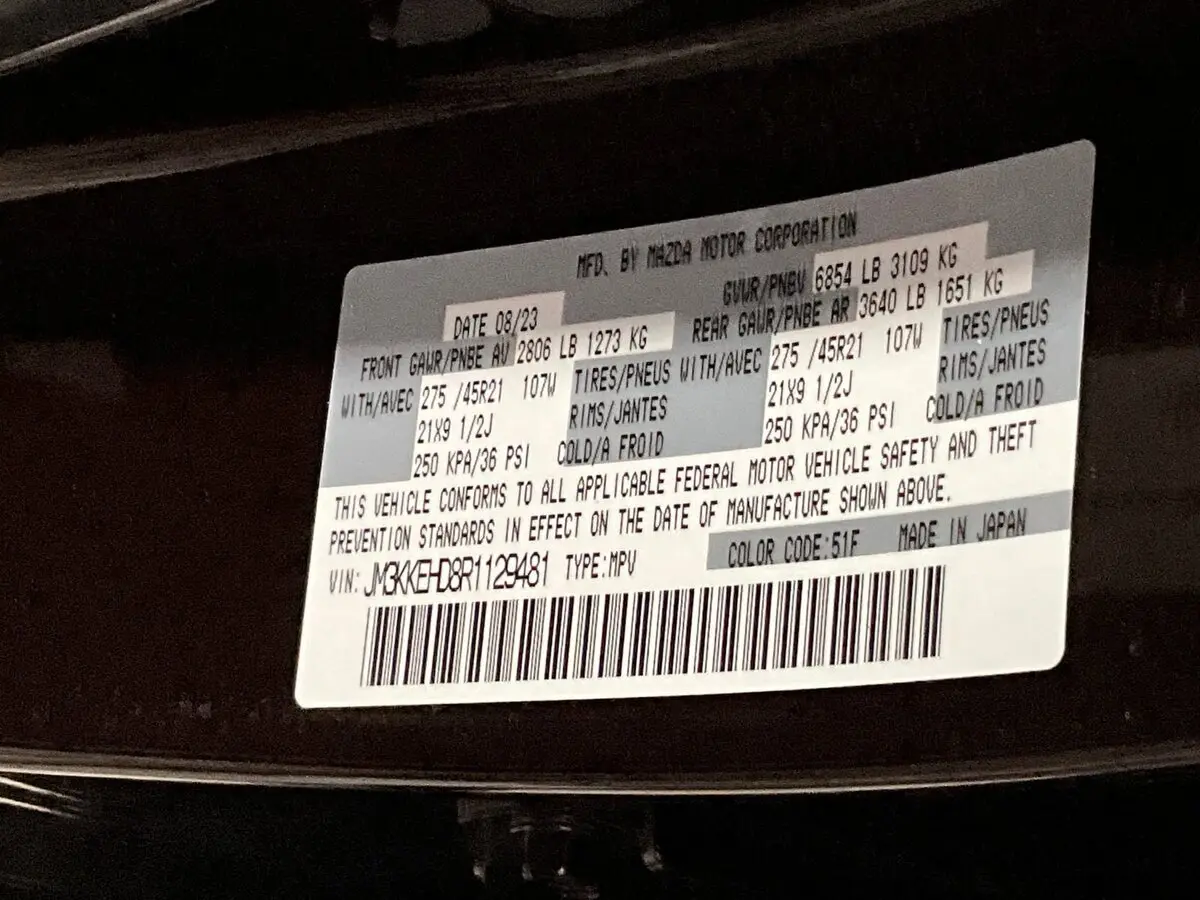 MFD. BY MAZDA MOTOR CORPORATION
DATE 08/23 GVWR/PNBV 6854 LB 3109 KG
FRONT GAWR/PNBE AV 2806 LB 1273 KG REAR GAWR/PNBE AR 3640 LB 1651 KG
WITH/AVEC 275 /45R21 107W TIRES/PNEUS WITH/AVEC 275 /45R21 107W TIRES/PNEUS
21X9 1/2J RIMS/JANTES 21X9 1/2J RIMS/JANTES
250 KPA/36 PSI COLD/A FROID 250 KPA/36 PSI COLD/A FROID
THIS VEHICLE CONFORMS TO ALL APPLICABLE FEDERAL MOTOR VEHICLE SAFETY AND THEFT
PREVENTION STANDARDS IN EFFECT ON THE DATE OF MANUFACTURE SHOWN ABOVE.
VIN: JM3KKEHD8R1129481 TYPE:MPV COLOR CODE:51F MADE IN JAPAN